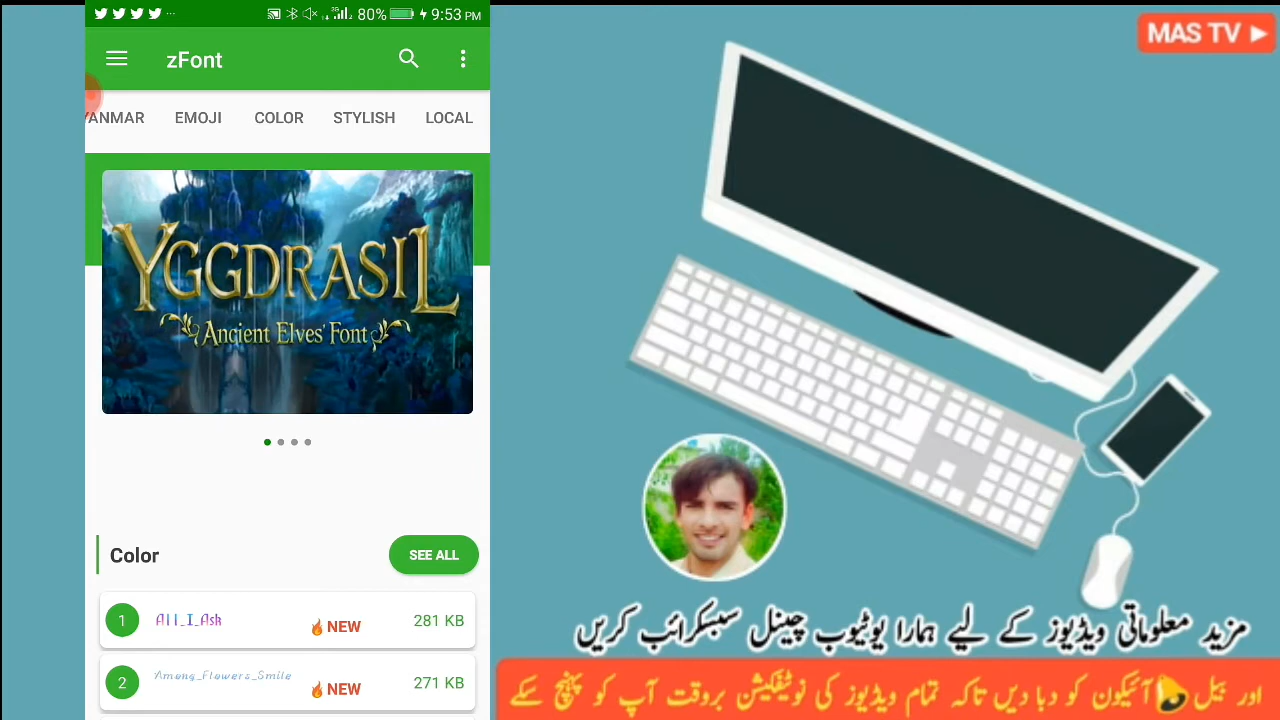 80% 9:53 PM
MAS TV
zFont
YANMAR EMOJI COLOR STYLISH LOCAL
YGGDRASIL
Ancient Elves' Font
Color SEE ALL
1 All_I_Ask NEW 281 KB
2 Among_Flowers_Smile NEW 271 KB
مزید معلوماتی ویڈیوز کے لیے ہمارا یوٹیوب چینل سبسکرائب کریں
اور بیل آئیکون کو دبا دیں تاکہ تمام ویڈیوز کی نوٹیفکیشن بروقت آپ کو پہنچ سکے